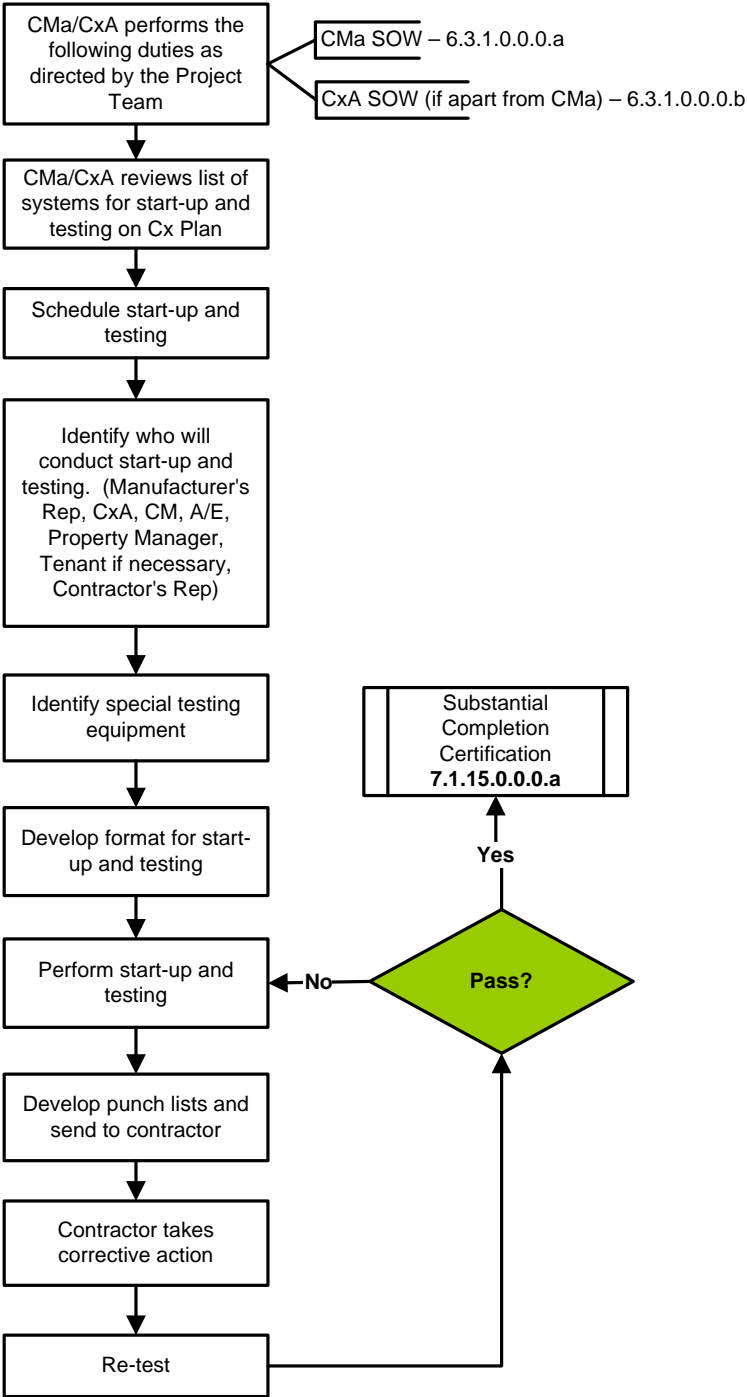 CMa/CxA performs the
following duties as
directed by the Project
Team
CMa SOW – 6.3.1.0.0.0.a
CxA SOW (if apart from CMa) – 6.3.1.0.0.0.b
CMa/CxA reviews list of
systems for start-up and
testing on Cx Plan
Schedule start-up and
testing
Identify who will
conduct start-up and
testing.  (Manufacturer's
Rep, CxA, CM, A/E,
Property Manager,
Tenant if necessary,
Contractor's Rep)
Identify special testing
equipment
Develop format for start-
up and testing
Perform start-up and
testing
Develop punch lists and
send to contractor
Contractor takes
corrective action
Re-test
Pass?
No
Yes
Substantial
Completion
Certification
7.1.15.0.0.0.a